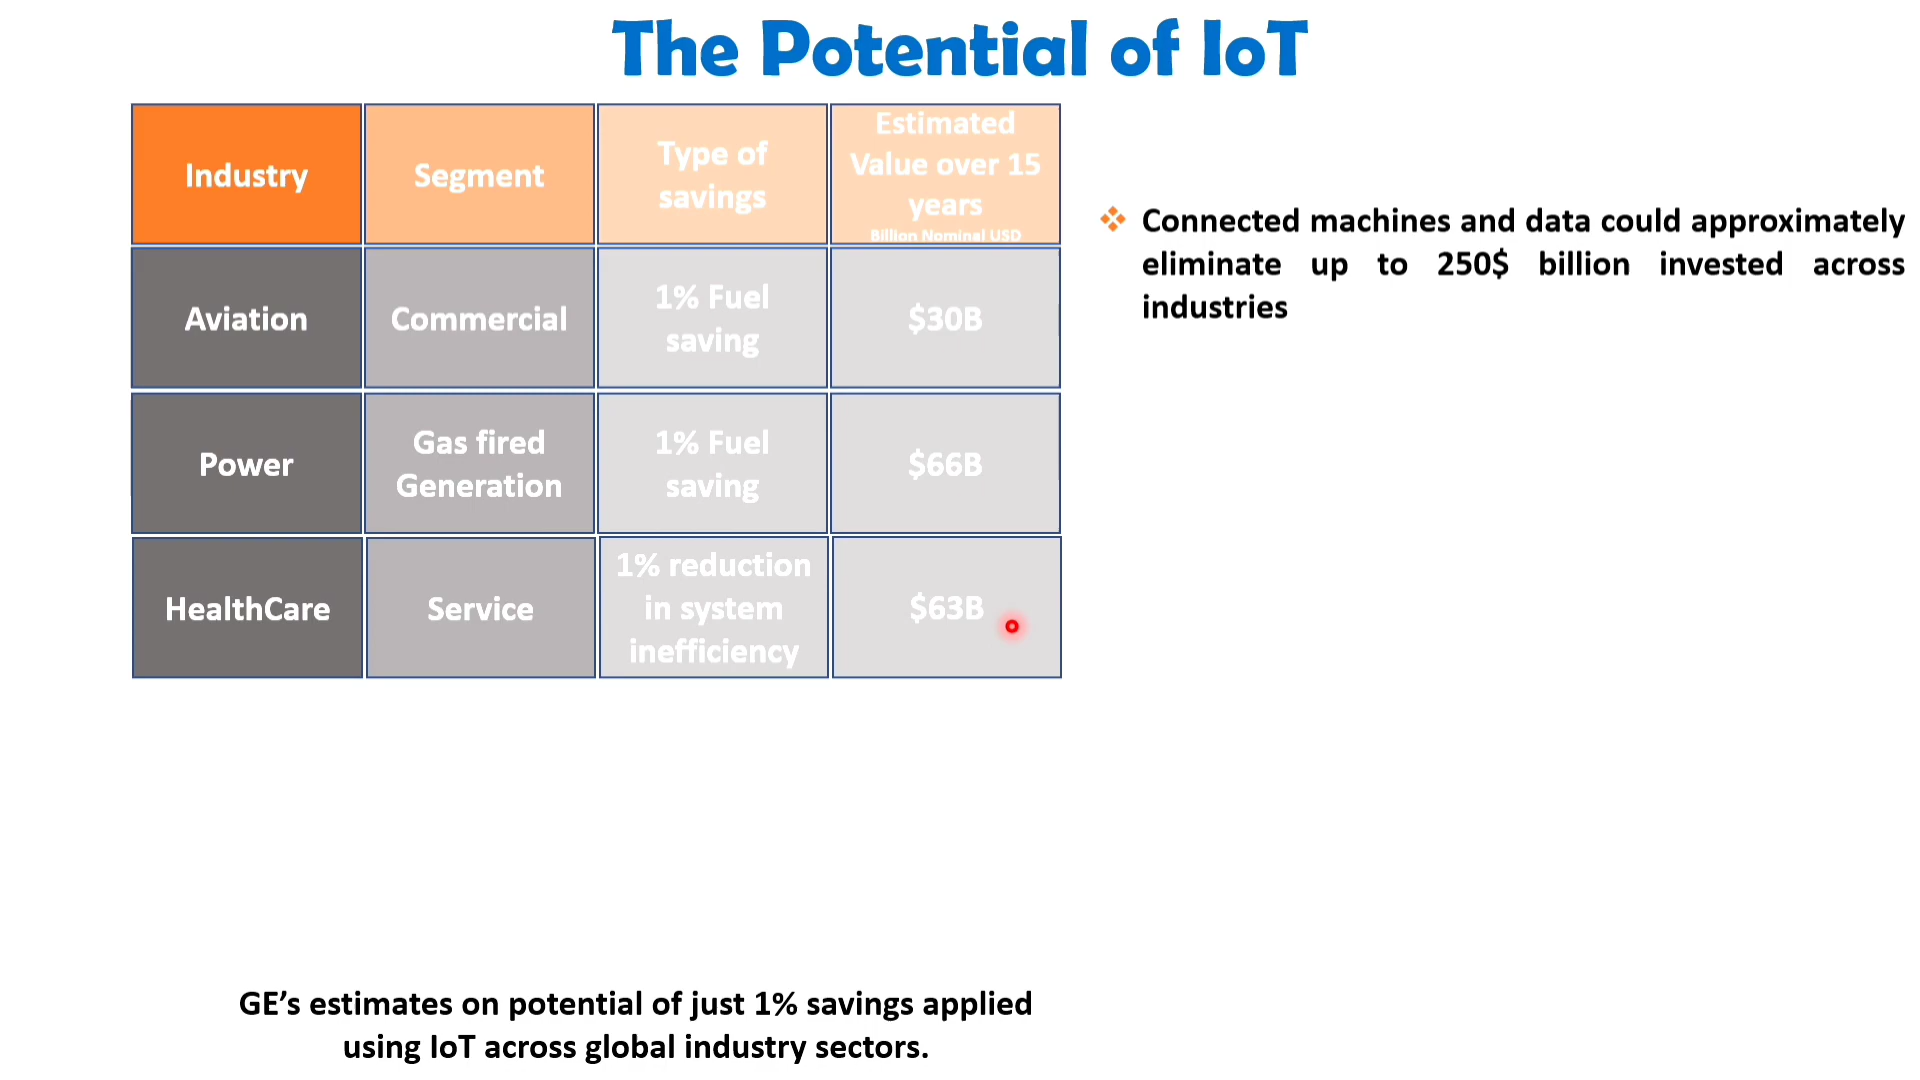 The Potential of IoT
Industry
Segment
Type of
savings
Estimated
Value over 15
years
Billion Nominal USD
Aviation
Commercial
1% Fuel
saving
$30B
Power
Gas fired
Generation
1% Fuel
saving
$66B
HealthCare
Service
1% reduction
in system
inefficiency
$63B
Connected machines and data could approximately
eliminate up to 250$ billion invested across
industries
GE’s estimates on potential of just 1% savings applied
using IoT across global industry sectors.